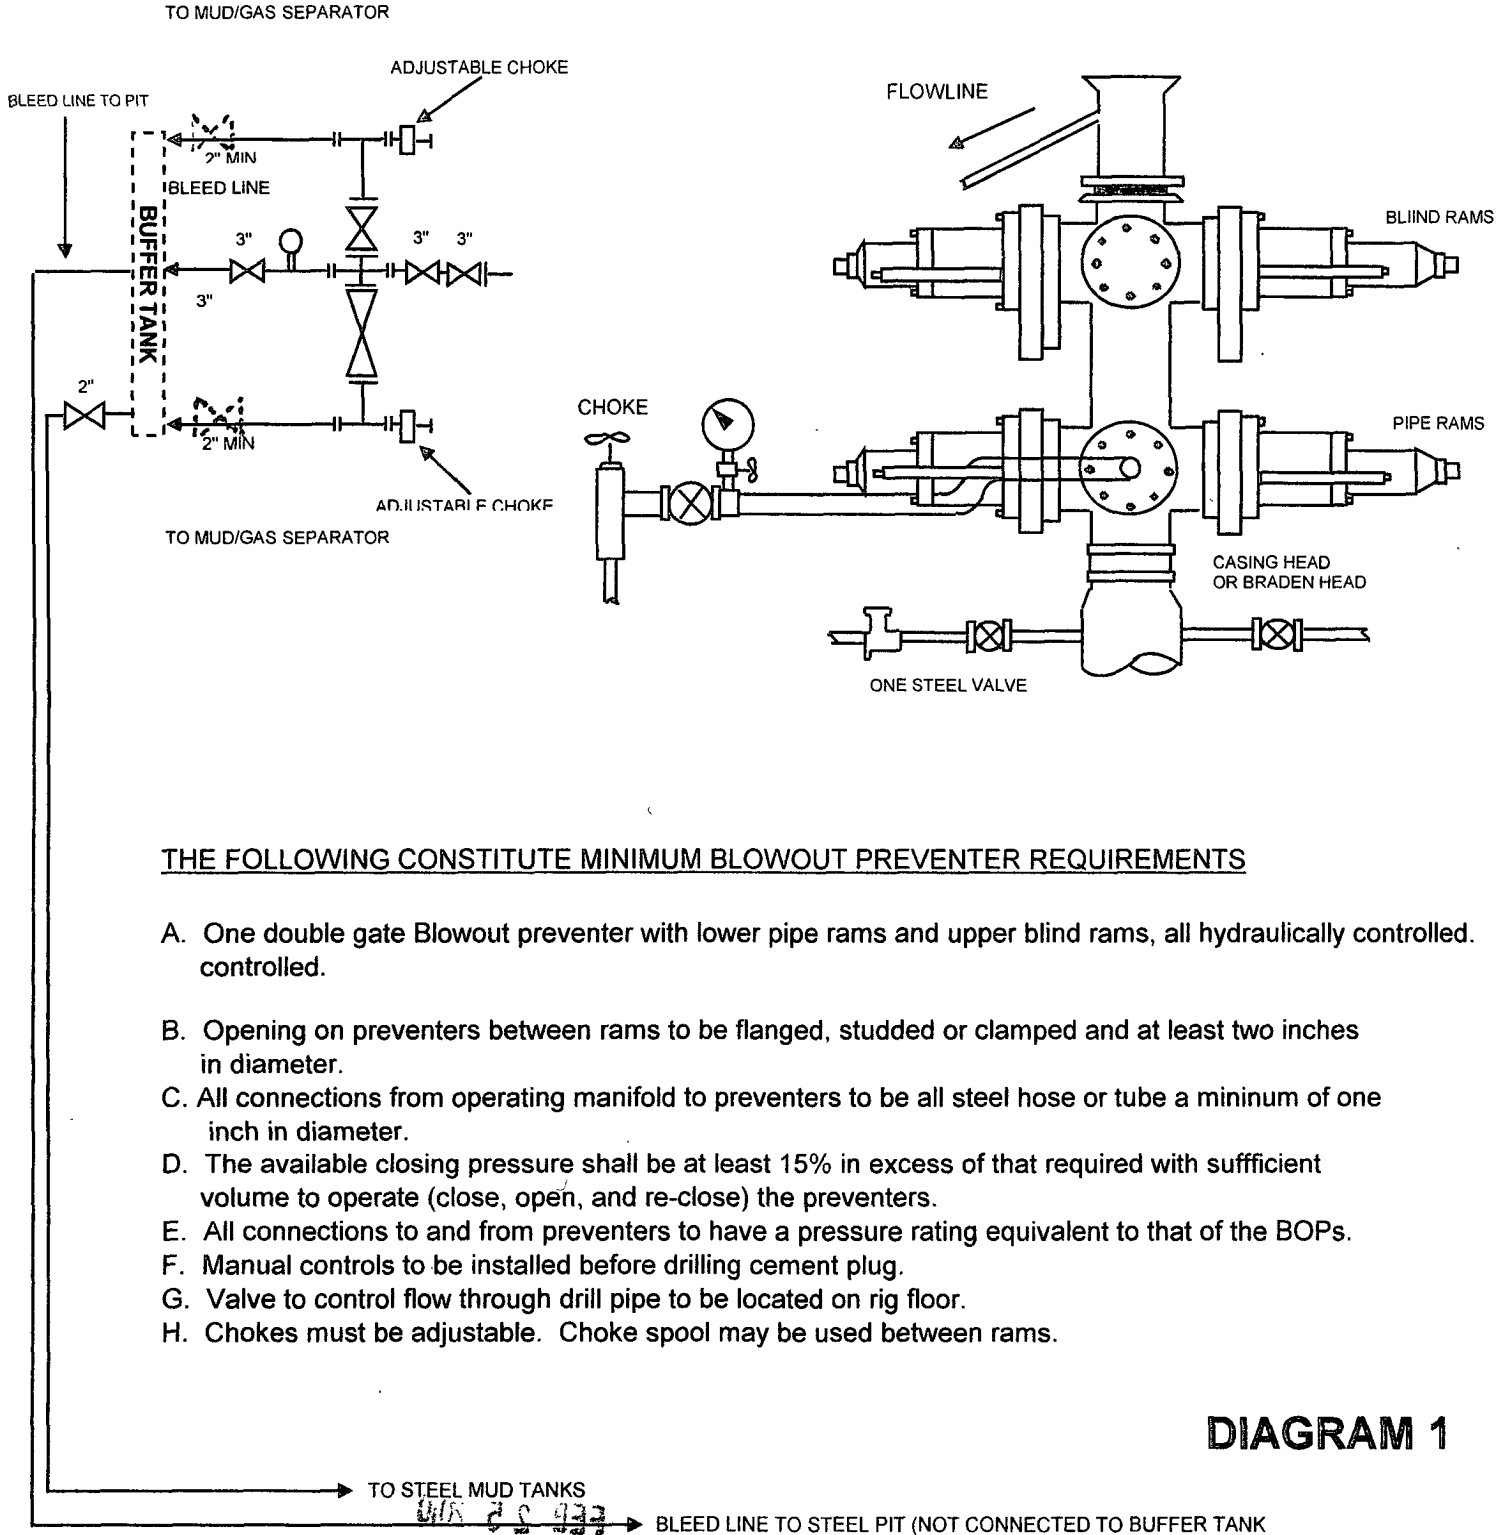 TO MUD/GAS SEPARATOR
ADJUSTABLE CHOKE
BLEED LINE TO PIT
2" MIN
BLEED LINE
BUFFER TANK
3"
3"
3"
3"
2"
2" MIN
ADJUSTABLE CHOKE
TO MUD/GAS SEPARATOR
FLOWLINE
BLIIND RAMS
CHOKE
PIPE RAMS
CASING HEAD
OR BRADEN HEAD
ONE STEEL VALVE
THE FOLLOWING CONSTITUTE MINIMUM BLOWOUT PREVENTER REQUIREMENTS
A. One double gate Blowout preventer with lower pipe rams and upper blind rams, all hydraulically controlled.
controlled.
B. Opening on preventers between rams to be flanged, studded or clamped and at least two inches
in diameter.
C. All connections from operating manifold to preventers to be all steel hose or tube a mininum of one
inch in diameter.
D. The available closing pressure shall be at least 15% in excess of that required with suffficient
volume to operate (close, open, and re-close) the preventers.
E. All connections to and from preventers to have a pressure rating equivalent to that of the BOPs.
F. Manual controls to be installed before drilling cement plug.
G. Valve to control flow through drill pipe to be located on rig floor.
H. Chokes must be adjustable. Choke spool may be used between rams.
DIAGRAM 1
TO STEEL MUD TANKS
BLEED LINE TO STEEL PIT (NOT CONNECTED TO BUFFER TANK